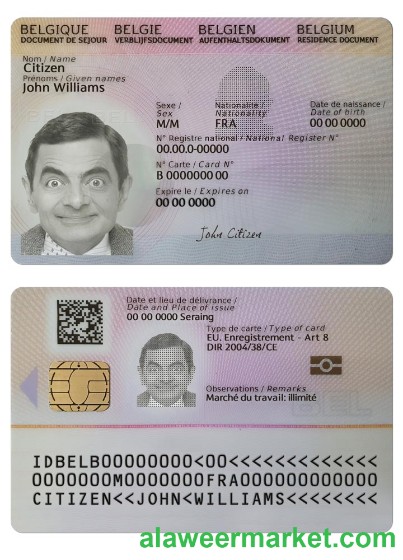 BELGIQUE BELGIE BELGIEN BELGIUM
DOCUMENT DE SEJOUR VERBLIJFSDOCUMENT AUFENTHALTSDOKUMENT RESIDENCE DOCUMENT
Nom / Name
Citizen
Prénoms / Given names
John Williams
Sexe / Nationalité / Date de naissance /
Sex Nationality Date of birth
M/M FRA 00 00 0000
N° Registre national / National Register N°
00.00.0-00000
N° Carte / Card N°
B 0000000 00
Expire le / Expires on
00 00 0000
John Citizen
Date et lieu de délivrance /
Date and Place of issue
00 00 0000 Seraing
Type de carte / Type of card
EU. Enregistrement - Art 8
DIR 2004/38/CE
Observations / Remarks
Marché du travail: illimité
BEL
IDBELB00000000<00<<<<<<<<<<<<<
0000000M0000000FRA000000000000
CITIZEN<<JOHN<WILLIAMS<<<<<<<<
alaweermarket.com